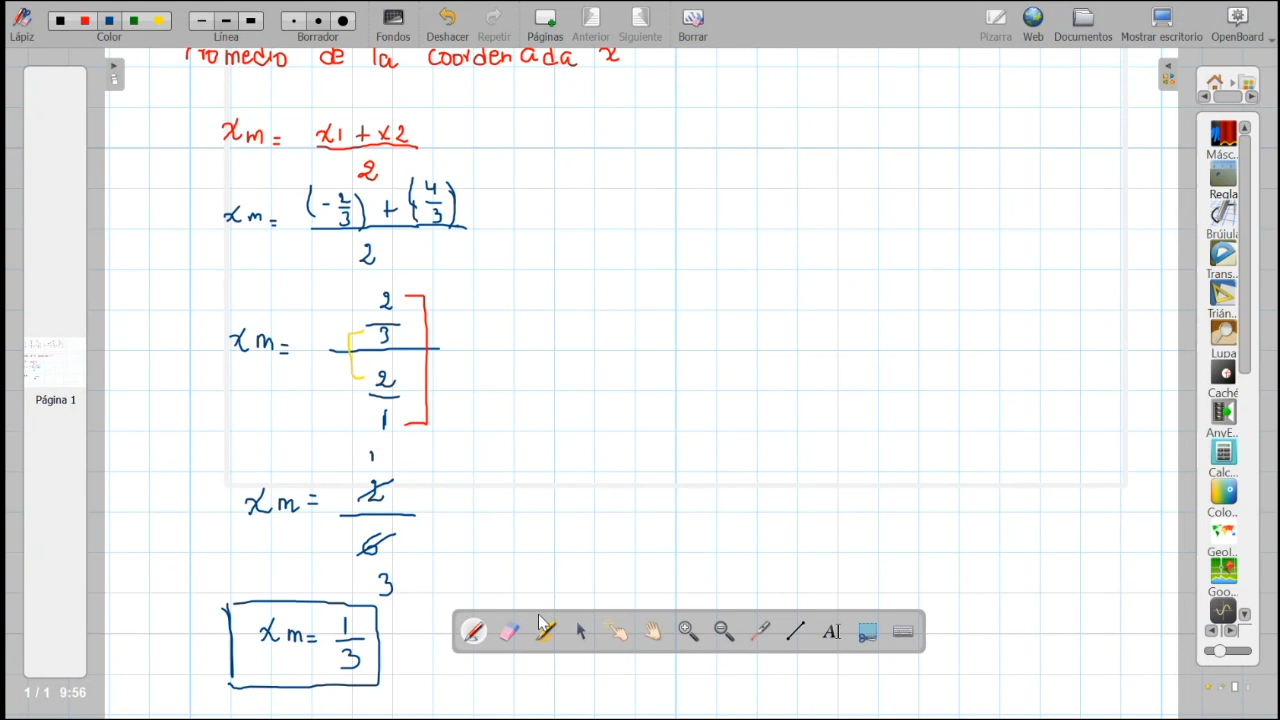 Lápiz Color Línea Borrador Fondos Deshacer Repetir Páginas Anterior Siguiente Borrar Pizarra Web Documentos Mostrar escritorio OpenBoard
Promedio de la coordenada x
xm = x1 + x2
2
xm = (-2/3) + (4/3)
2
2
3
xm =
2
1
1
xm = 2
6
3
xm = 1/3
Página 1
1 / 1 9:56
Másc...
Regla
Brújula
Trans...
Trián...
Lupa
Caché
AnyE...
Calc...
Colo...
Geol...
Goo...